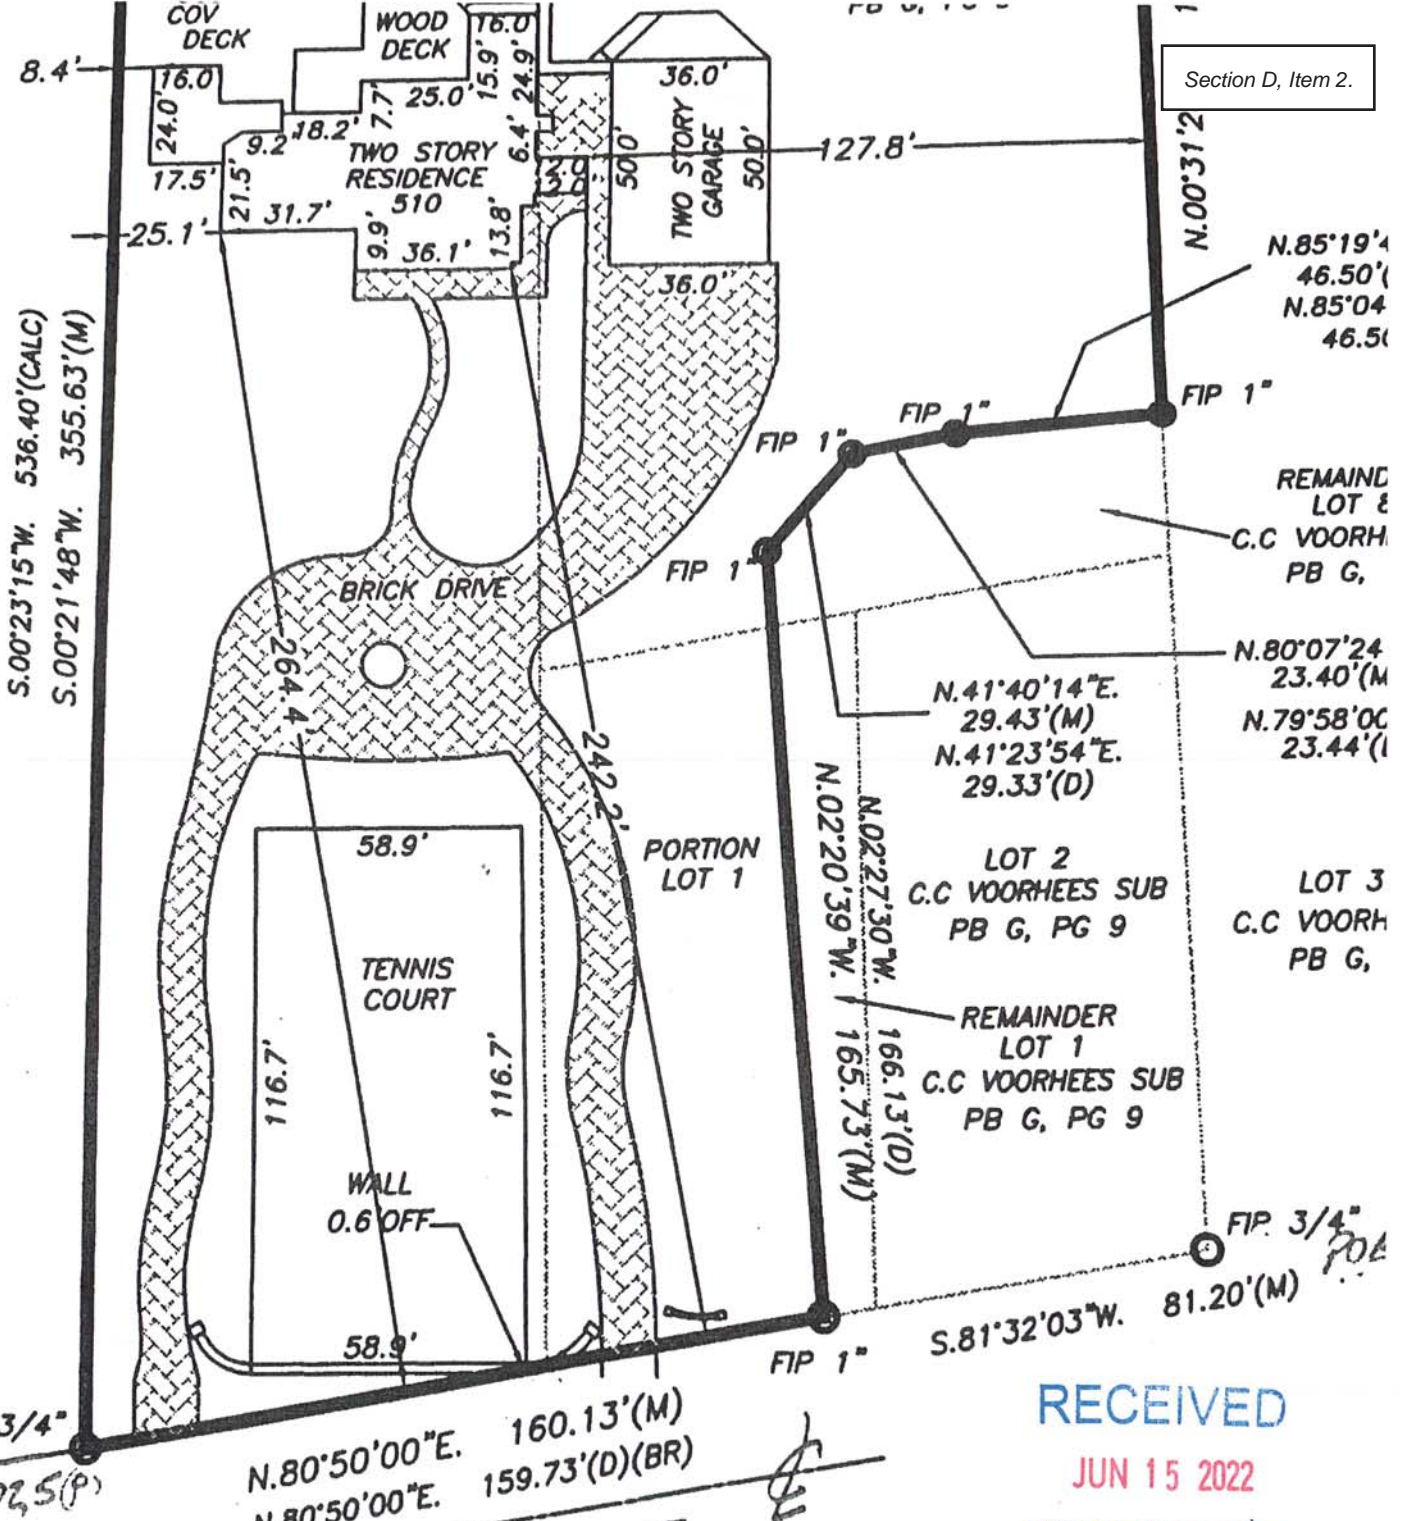 COV
DECK
WOOD
DECK
16.0
Section D, Item 2.
8.4'
16.0
24.0'
7.7'
25.0'
15.9'
24.9'
36.0'
9.2
18.2'
6.4'
TWO STORY
RESIDENCE
510
50.0'
TWO STORY
GARAGE
50.0'
127.8'
17.5'
21.5'
2.0
2.0'
25.1'
31.7'
9.9'
36.1'
13.8'
36.0'
N.00°31'2
N.85°19'4
46.50'(
N.85°04
46.50
S.00°23'15"W. 536.40'(CALC)
S.00°21'48"W. 355.63'(M)
FIP 1"
FIP 1"
FIP 1"
FIP 1"
REMAIND
LOT 8
C.C VOORH
PB G,
BRICK DRIVE
264.4'
242.2'
N.80°07'24
23.40'(M
N.79°58'00
23.44'(
N.41°40'14"E.
29.43'(M)
N.41°23'54"E.
29.33'(D)
58.9'
PORTION
LOT 1
N.02°20'39"W. 165.73'(M)
N.02°27'30"W. 166.13'(D)
LOT 2
C.C VOORHEES SUB
PB G, PG 9
LOT 3
C.C VOORH
PB G,
TENNIS
COURT
116.7'
116.7'
REMAINDER
LOT 1
C.C VOORHEES SUB
PB G, PG 9
WALL
0.6 OFF
58.9'
FIP 3/4"
FIP 1"
S.81°32'03"W. 81.20'(M)
3/4"
N.80°50'00"E. 160.13'(M)
N.80°50'00"E. 159.73'(D)(BR)
RECEIVED
JUN 15 2022